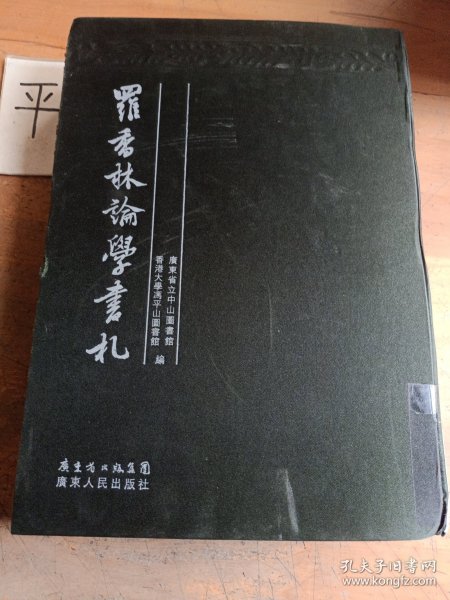 平
羅香林論學書札
廣東省立中山圖書館
香港大學馮平山圖書館 編
廣東省出版集團
廣東人民出版社
孔夫子旧书网
www.kongfz.com